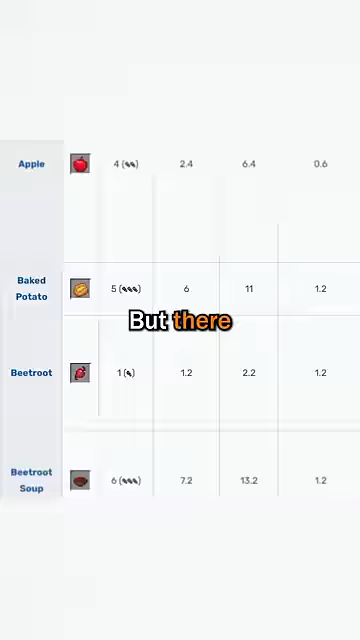 Apple 4 () 2.4 6.4 0.6
Baked
Potato 5 () 6 11 1.2
But there
Beetroot 1 () 1.2 2.2 1.2
Beetroot
Soup 6 () 7.2 13.2 1.2